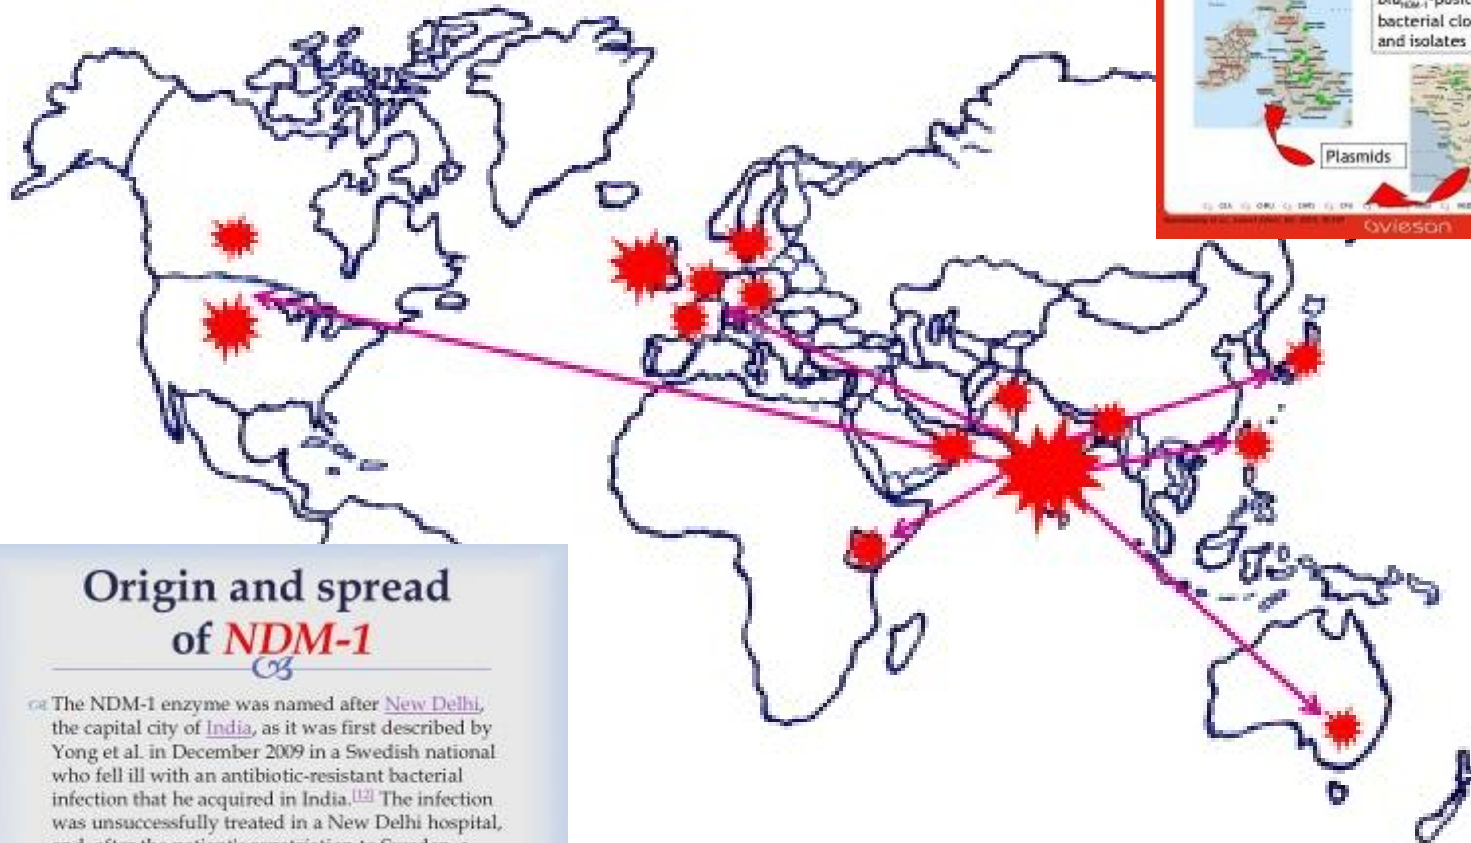 bacterial clo
and isolates
Plasmids
aviesan
Origin and spread
of NDM-1
The NDM-1 enzyme was named after New Delhi,
the capital city of India, as it was first described by
Yong et al. in December 2009 in a Swedish national
who fell ill with an antibiotic-resistant bacterial
infection that he acquired in India.[12] The infection
was unsuccessfully treated in a New Delhi hospital,